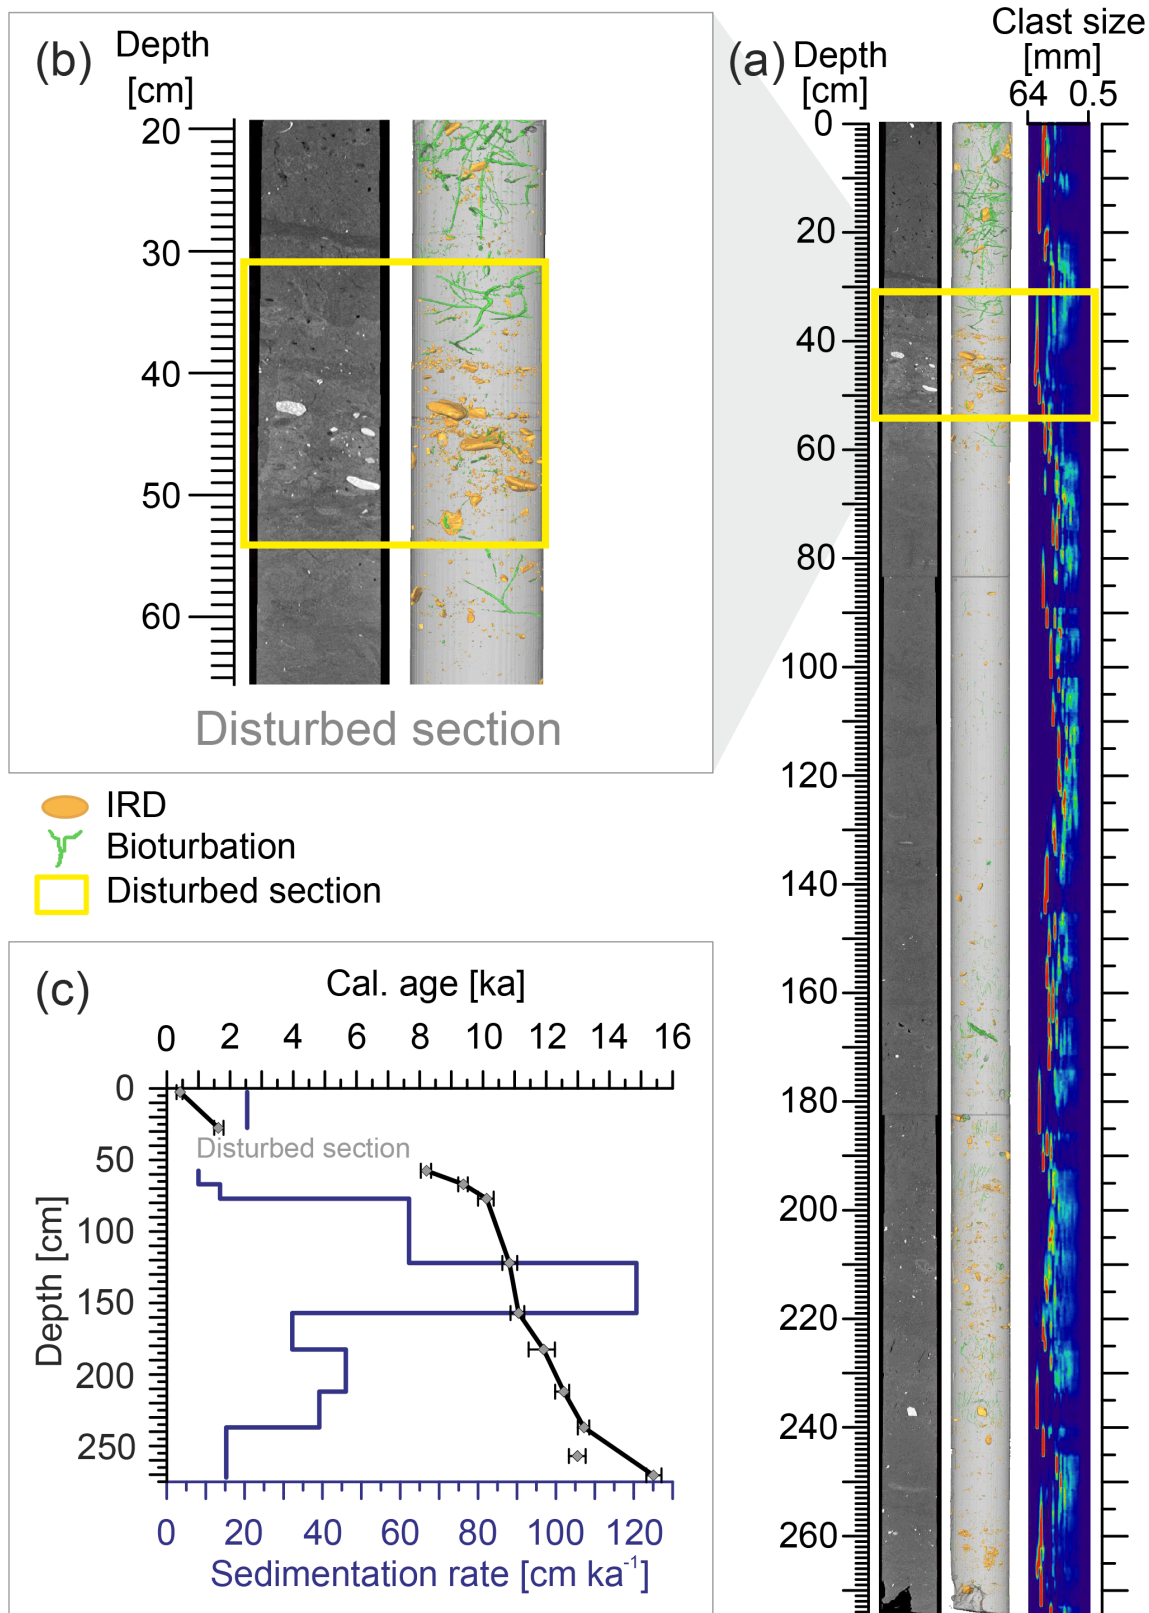 (b)
Depth
[cm]
20
30
40
50
60
Disturbed section
IRD
Bioturbation
Disturbed section
(a)
Depth
[cm]
Clast size
[mm]
64 0.5
0
20
40
60
80
100
120
140
160
180
200
220
240
260
(c)
Cal. age [ka]
0 2 4 6 8 10 12 14 16
Depth [cm]
0
50
100
150
200
250
Disturbed section
0 20 40 60 80 100 120
Sedimentation rate [cm ka⁻¹]